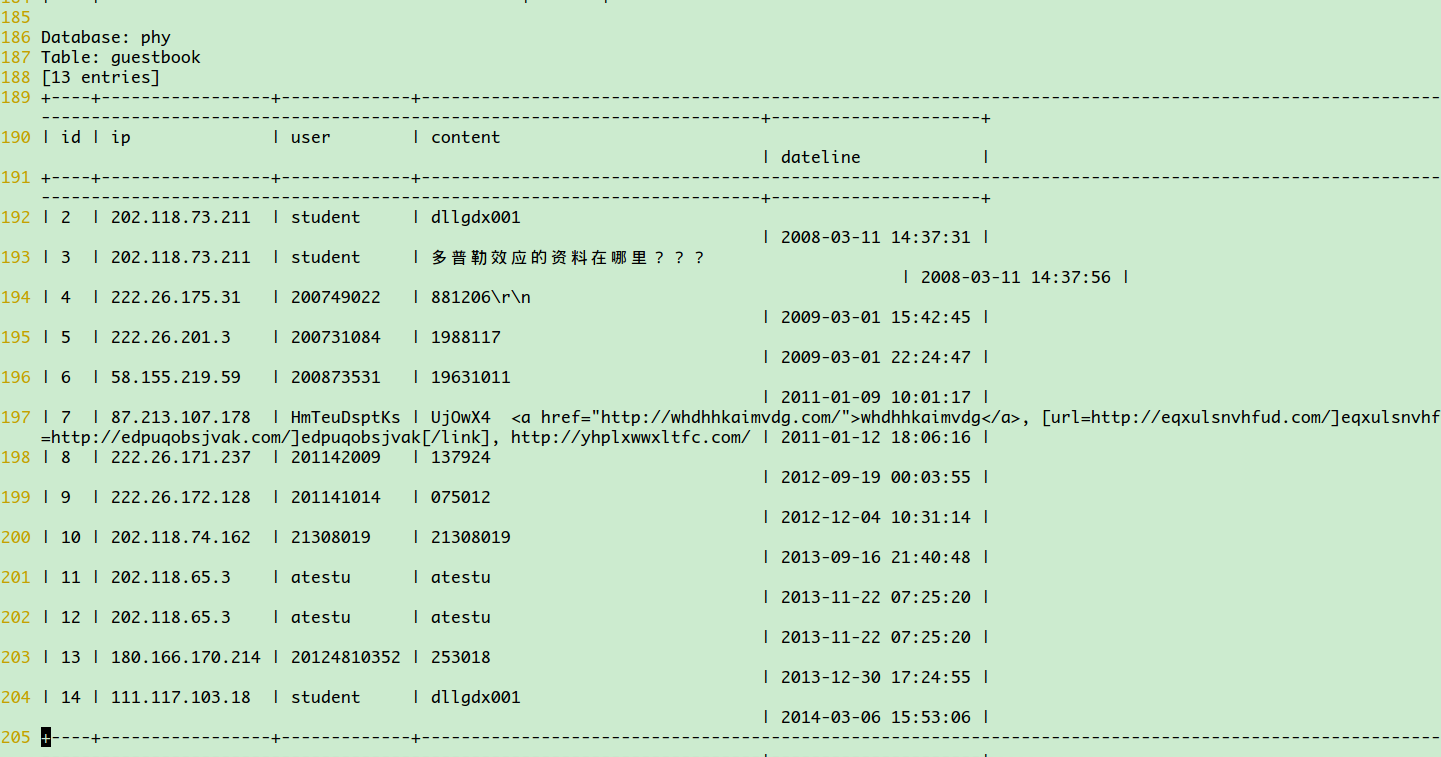 185
186 Database: phy
187 Table: guestbook
188 [13 entries]
189 +----+-----------------+-------------+------------------------------------------------------------------------------------------------------
------------------------------------------------------------------------+---------------------+
190 | id | ip | user | content
| dateline |
191 +----+-----------------+-------------+------------------------------------------------------------------------------------------------------
------------------------------------------------------------------------+---------------------+
192 | 2 | 202.118.73.211 | student | dllgdx001
| 2008-03-11 14:37:31 |
193 | 3 | 202.118.73.211 | student | 多普勒效应的资料在哪里？？？
| 2008-03-11 14:37:56 |
194 | 4 | 222.26.175.31 | 200749022 | 881206\r\n
| 2009-03-01 15:42:45 |
195 | 5 | 222.26.201.3 | 200731084 | 1988117
| 2009-03-01 22:24:47 |
196 | 6 | 58.155.219.59 | 200873531 | 19631011
| 2011-01-09 10:01:17 |
197 | 7 | 87.213.107.178 | HmTeuDsptKs | UjOwX4 <a href="http://whdhhkaimvdg.com/">whdhhkaimvdg</a>, [url=http://eqxulsnvhfud.com/]eqxulsnvhf
=http://edpuqobsjvak.com/]edpuqobsjvak[/link], http://yhplxwwxltfc.com/ | 2011-01-12 18:06:16 |
198 | 8 | 222.26.171.237 | 201142009 | 137924
| 2012-09-19 00:03:55 |
199 | 9 | 222.26.172.128 | 201141014 | 075012
| 2012-12-04 10:31:14 |
200 | 10 | 202.118.74.162 | 21308019 | 21308019
| 2013-09-16 21:40:48 |
201 | 11 | 202.118.65.3 | atestu | atestu
| 2013-11-22 07:25:20 |
202 | 12 | 202.118.65.3 | atestu | atestu
| 2013-11-22 07:25:20 |
203 | 13 | 180.166.170.214 | 20124810352 | 253018
| 2013-12-30 17:24:55 |
204 | 14 | 111.117.103.18 | student | dllgdx001
| 2014-03-06 15:53:06 |
205 +----+-----------------+-------------+------------------------------------------------------------------------------------------------------